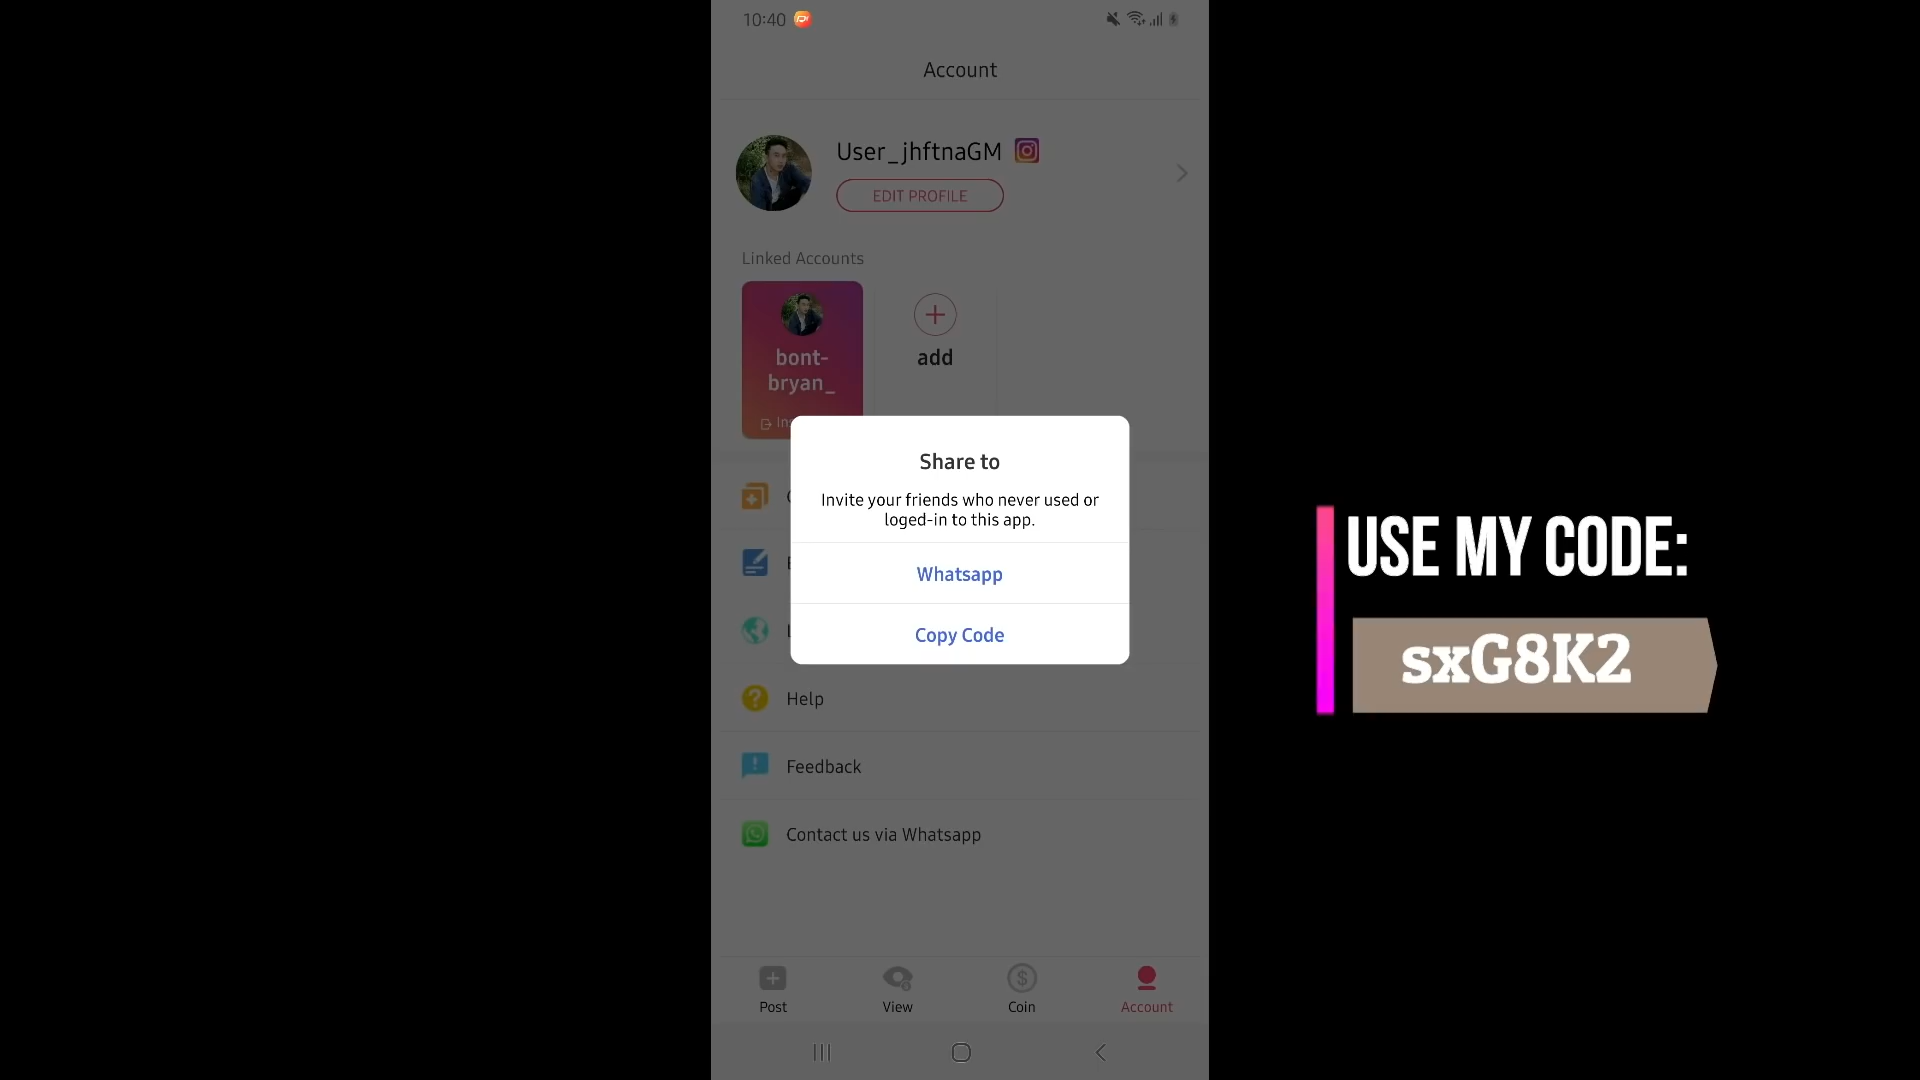 10:40
Account
User_jhftnaGM
EDIT PROFILE
Linked Accounts
bont-
bryan_
add
In
Share to
Invite your friends who never used or
loged-in to this app.
Whatsapp
Copy Code
Help
Feedback
Contact us via Whatsapp
Post
View
Coin
Account
USE MY CODE:
sxG8K2